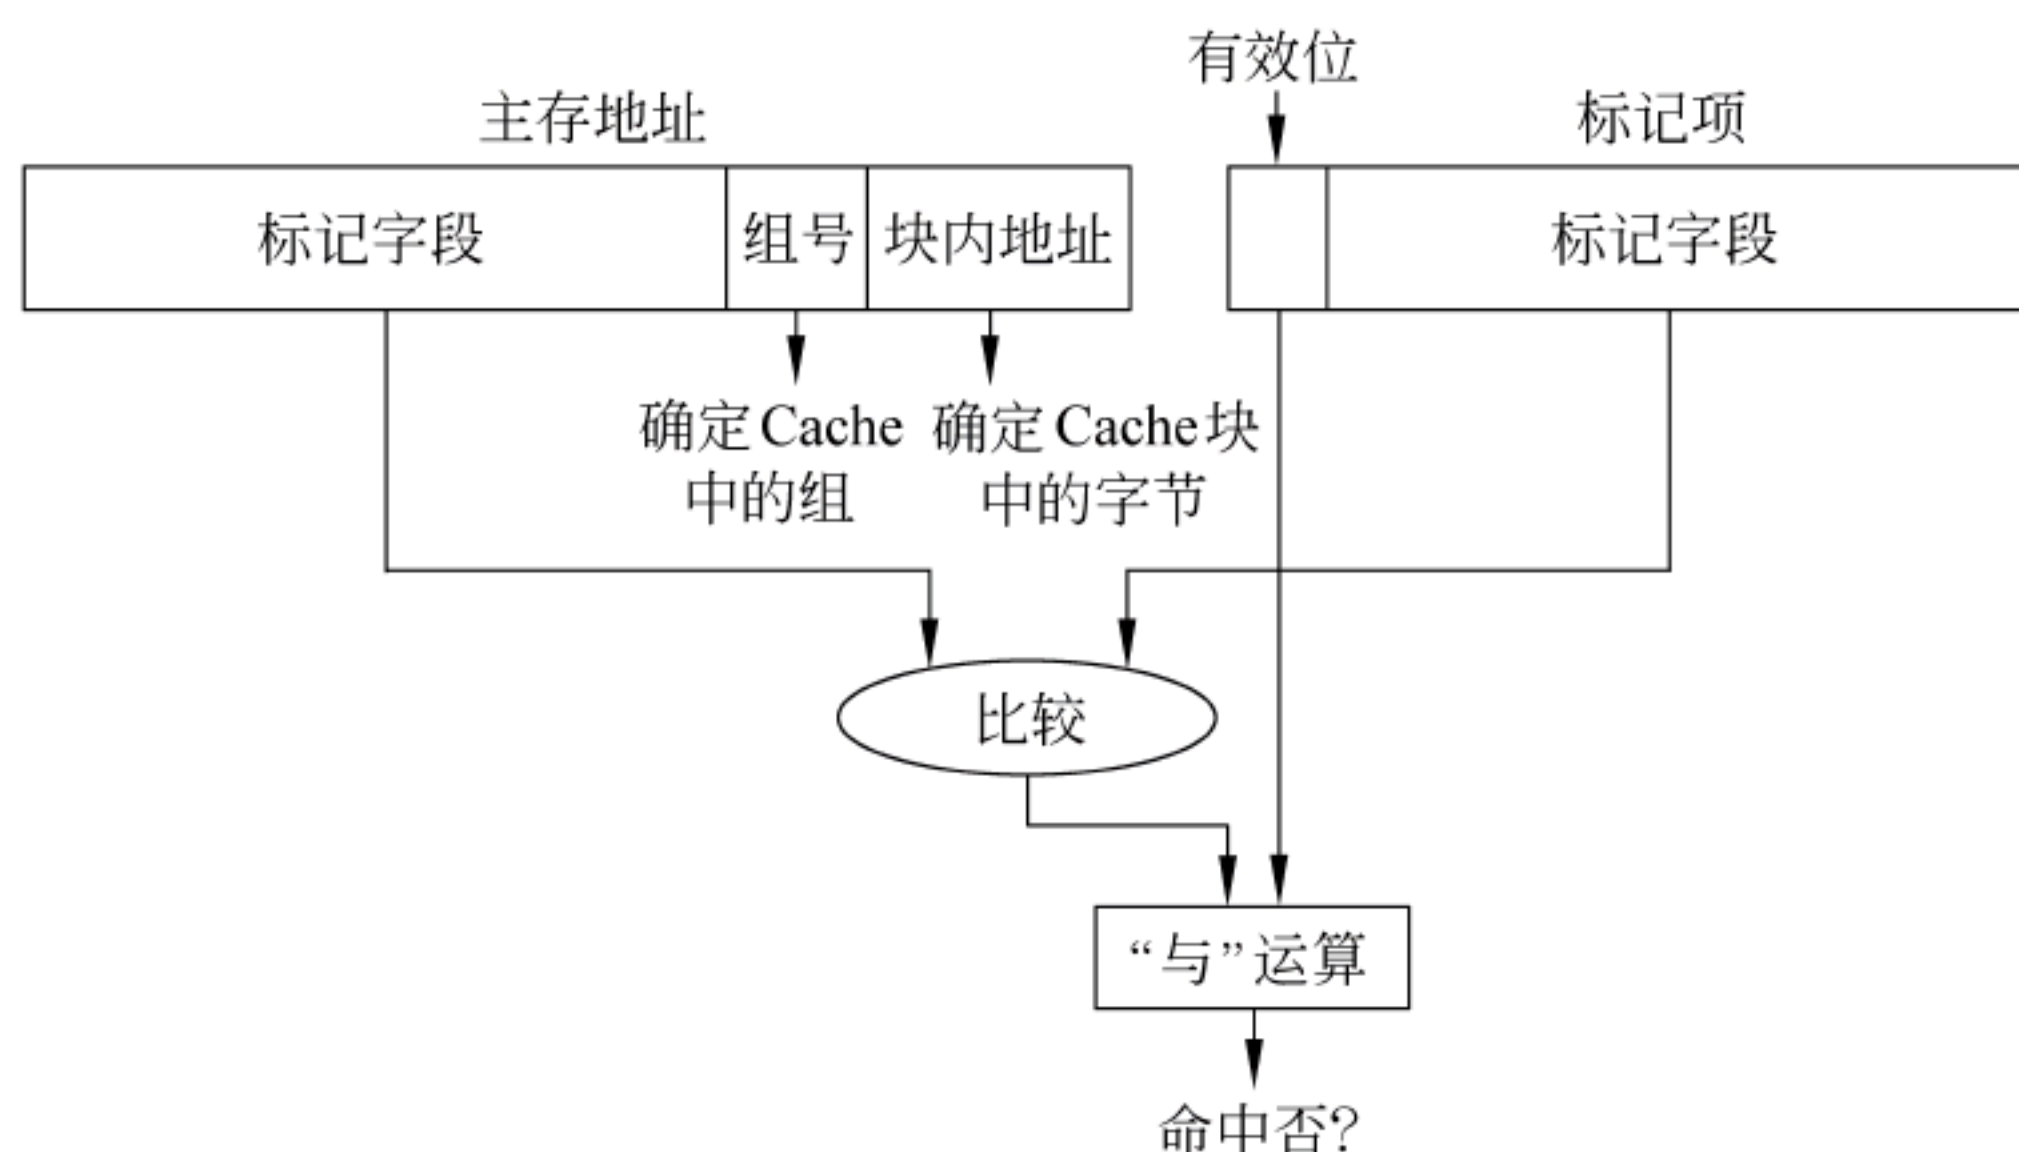 有效位
主存地址
标记项
标记字段
组号
块内地址
标记字段
确定Cache
中的组
确定Cache块
中的字节
比较
“与”运算
命中否?